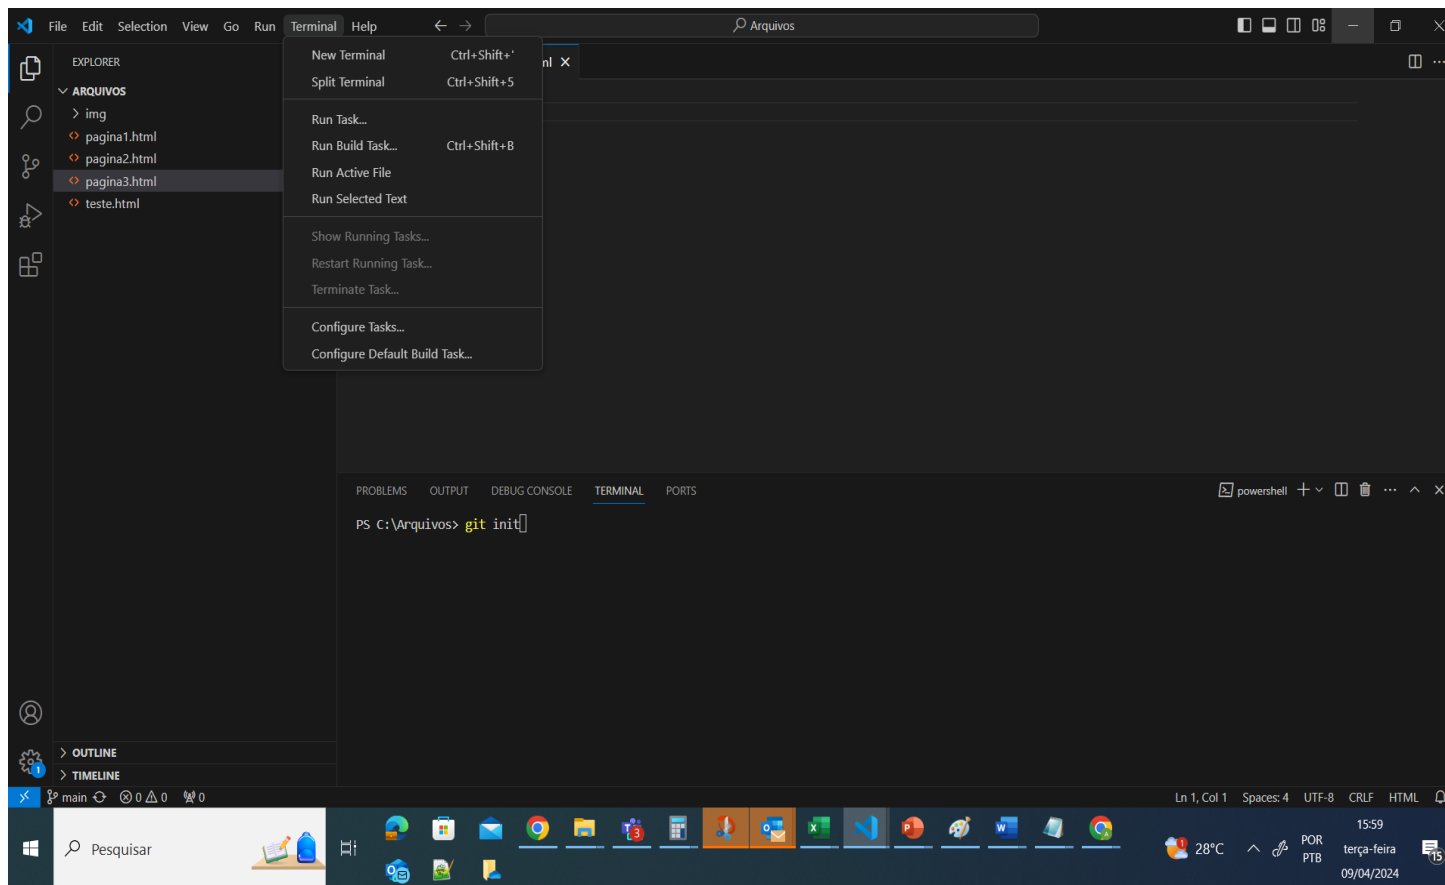 File Edit Selection View Go Run Terminal Help Arquivos
EXPLORER
ARQUIVOS
img
pagina1.html
pagina2.html
pagina3.html
teste.html
New Terminal Ctrl+Shift+'
Split Terminal Ctrl+Shift+5
Run Task...
Run Build Task... Ctrl+Shift+B
Run Active File
Run Selected Text
Show Running Tasks...
Restart Running Task...
Terminate Task...
Configure Tasks...
Configure Default Build Task...
PROBLEMS OUTPUT DEBUG CONSOLE TERMINAL PORTS powershell
PS C:\Arquivos> git init
OUTLINE
TIMELINE
1
main 0 0 0 Ln 1, Col 1 Spaces: 4 UTF-8 CRLF HTML
Pesquisar
3
28°C
POR
PTB
15:59
terça-feira
09/04/2024
15